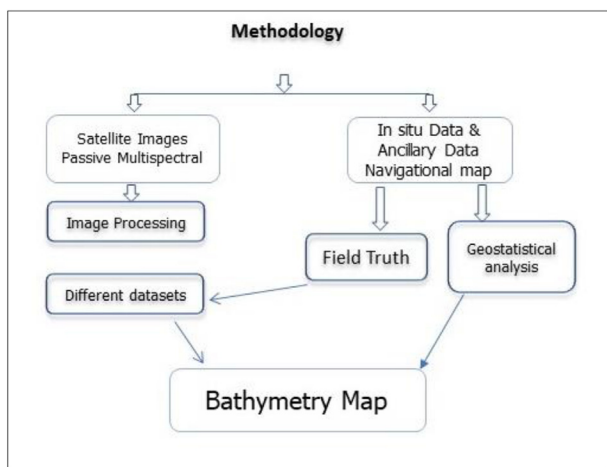 Methodology
Satellite Images
Passive Multispectral
In situ Data &
Ancillary Data
Navigational map
Image Processing
Field Truth
Geostatistical
analysis
Different datasets
Bathymetry Map